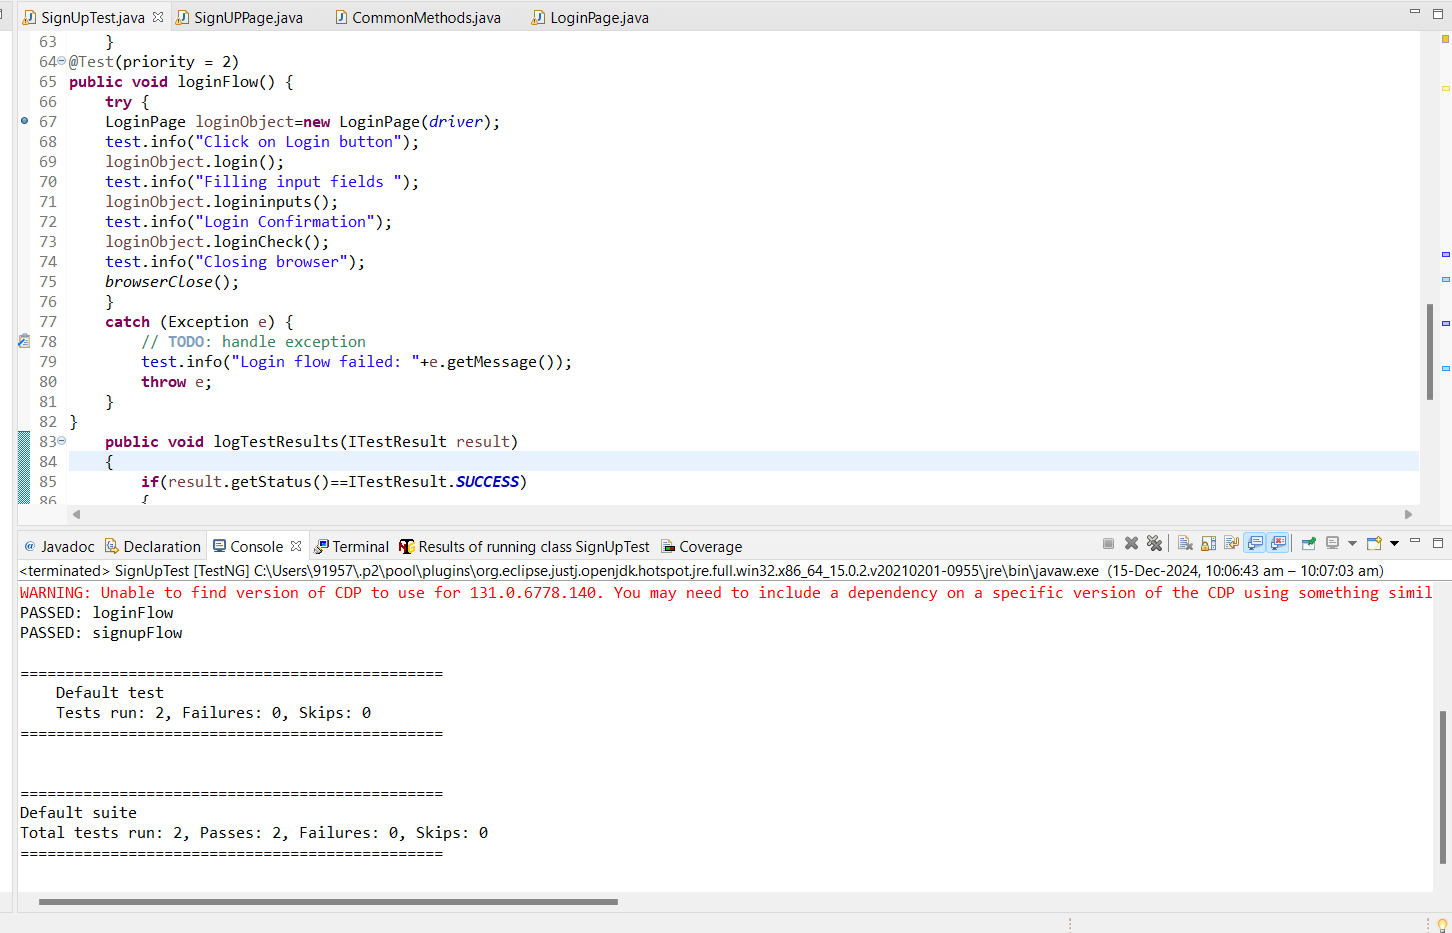 SignUpTest.java SignUPPage.java CommonMethods.java LoginPage.java
63 }
64 @Test(priority = 2)
65 public void loginFlow() {
66 try {
67 LoginPage loginObject=new LoginPage(driver);
68 test.info("Click on Login button");
69 loginObject.login();
70 test.info("Filling input fields ");
71 loginObject.logininputs();
72 test.info("Login Confirmation");
73 loginObject.loginCheck();
74 test.info("Closing browser");
75 browserClose();
76 }
77 catch (Exception e) {
78 // TODO: handle exception
79 test.info("Login flow failed: "+e.getMessage());
80 throw e;
81 }
82 }
83 public void logTestResults(ITestResult result)
84 {
85 if(result.getStatus()==ITestResult.SUCCESS)
86 {
@ Javadoc Declaration Console Terminal Results of running class SignUpTest Coverage
<terminated> SignUpTest [TestNG] C:\Users\91957\.p2\pool\plugins\org.eclipse.justj.openjdk.hotspot.jre.full.win32.x86_64_15.0.2.v20210201-0955\jre\bin\javaw.exe (15-Dec-2024, 10:06:43 am – 10:07:03 am)
WARNING: Unable to find version of CDP to use for 131.0.6778.140. You may need to include a dependency on a specific version of the CDP using something simil
PASSED: loginFlow
PASSED: signupFlow
===============================================
Default test
Tests run: 2, Failures: 0, Skips: 0
===============================================
===============================================
Default suite
Total tests run: 2, Passes: 2, Failures: 0, Skips: 0
===============================================